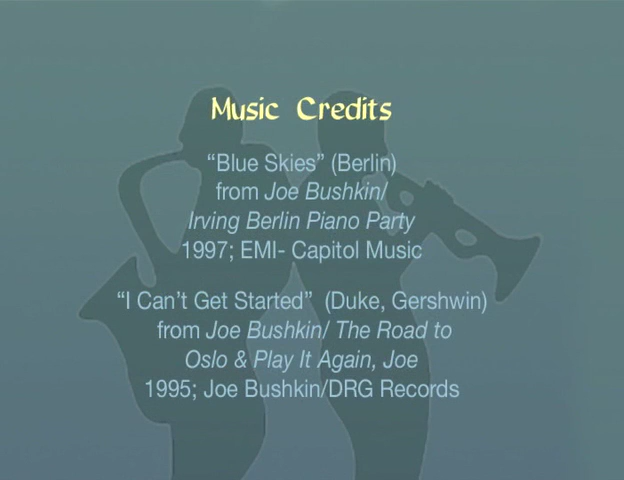 Music Credits
“Blue Skies” (Berlin)
from Joe Bushkin/
Irving Berlin Piano Party
1997; EMI- Capitol Music
“I Can’t Get Started” (Duke, Gershwin)
from Joe Bushkin/ The Road to
Oslo & Play It Again, Joe
1995; Joe Bushkin/DRG Records